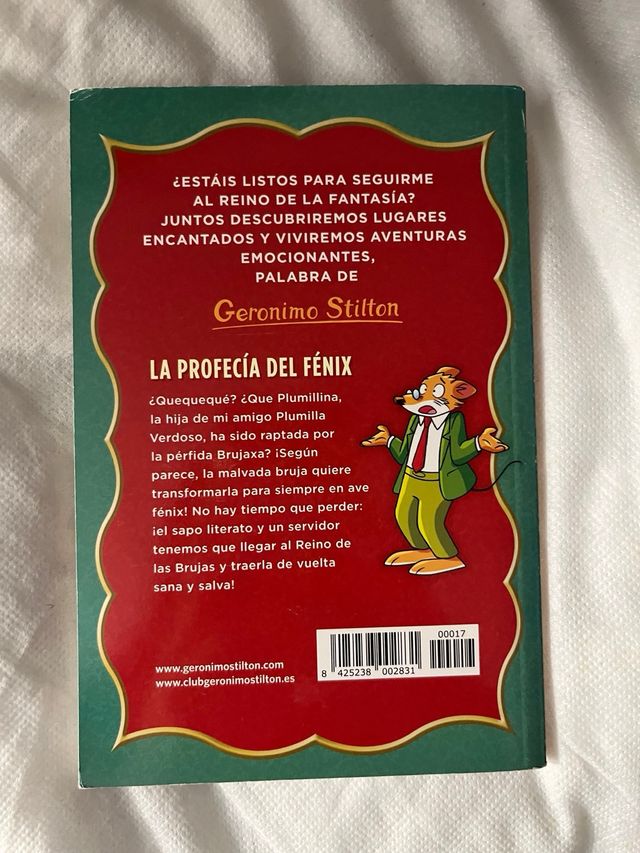 ¿ESTÁIS LISTOS PARA SEGUIRME
AL REINO DE LA FANTASÍA?
JUNTOS DESCUBRIREMOS LUGARES
ENCANTADOS Y VIVIREMOS AVENTURAS
EMOCIONANTES,
PALABRA DE
Geronimo Stilton
LA PROFECÍA DEL FÉNIX
¿Quequequé? ¿Que Plumillina,
la hija de mi amigo Plumilla
Verdoso, ha sido raptada por
la pérfida Brujaxa? ¡Según
parece, la malvada bruja quiere
transformarla para siempre en ave
fénix! No hay tiempo que perder:
¡el sapo literato y un servidor
tenemos que llegar al Reino de
las Brujas y traerla de vuelta
sana y salva!
00017
8 425238 002831
www.geronimostilton.com
www.clubgeronimostilton.es